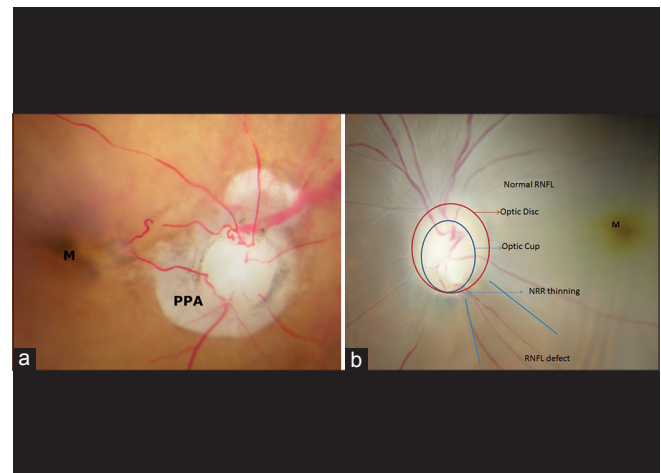 M
PPA
a
Normal RNFL
Optic Disc
M
Optic Cup
NRR thinning
RNFL defect
b